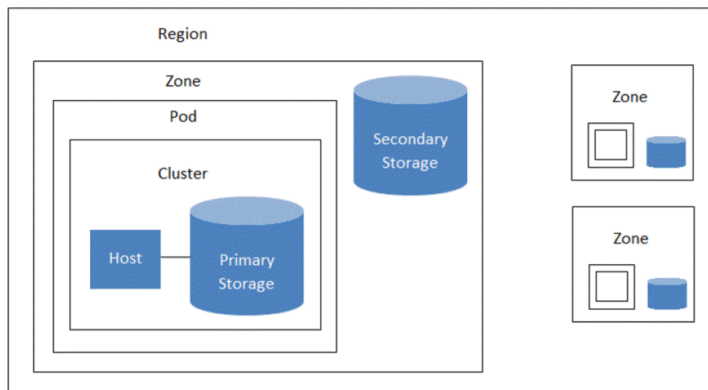 Region
Zone
Pod
Cluster
Host
Primary
Storage
Secondary
Storage
Zone
Zone